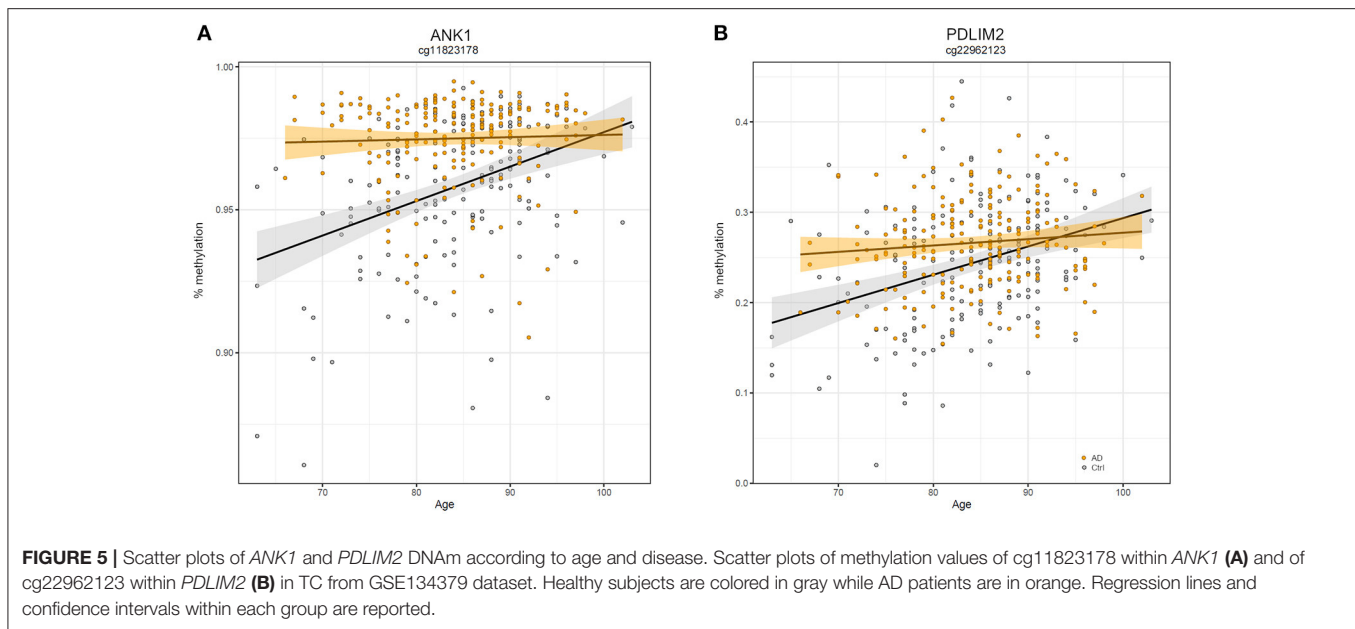 A
ANK1
cg11823178
1.00
0.95
0.90
% methylation
70
80
90
100
Age
B
PDLIM2
cg22962123
0.4
0.3
0.2
0.1
0.0
% methylation
AD
Ctrl
70
80
90
100
Age
FIGURE 5 | Scatter plots of ANK1 and PDLIM2 DNAm according to age and disease. Scatter plots of methylation values of cg11823178 within ANK1 (A) and of
cg22962123 within PDLIM2 (B) in TC from GSE134379 dataset. Healthy subjects are colored in gray while AD patients are in orange. Regression lines and
confidence intervals within each group are reported.